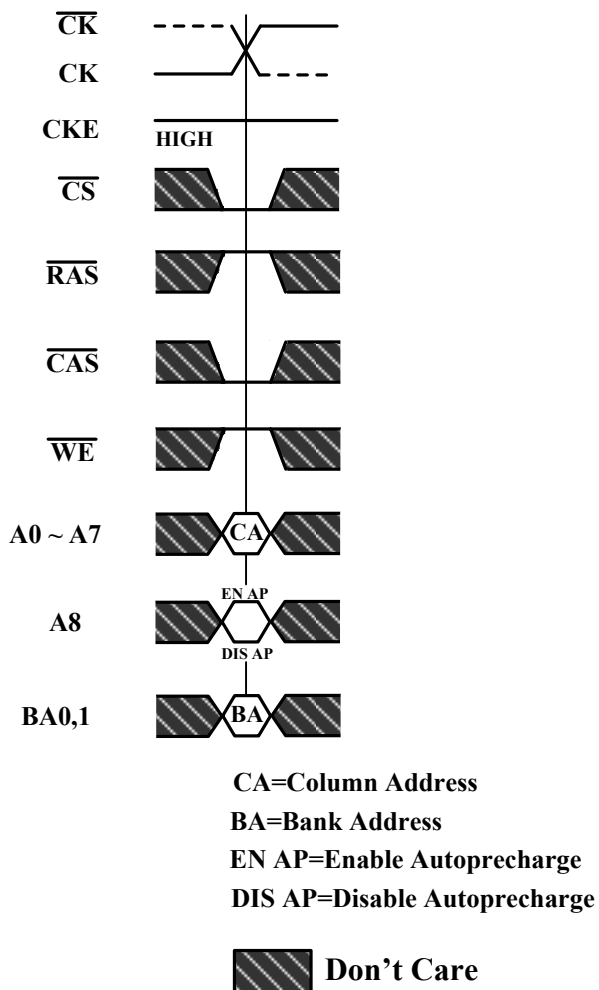 CK
CK
CKE
HIGH
CS
RAS
CAS
WE
A0 ~ A7
CA
EN AP
A8
DIS AP
BA0,1
BA
CA=Column Address
BA=Bank Address
EN AP=Enable Autoprecharge
DIS AP=Disable Autoprecharge
Don’t Care